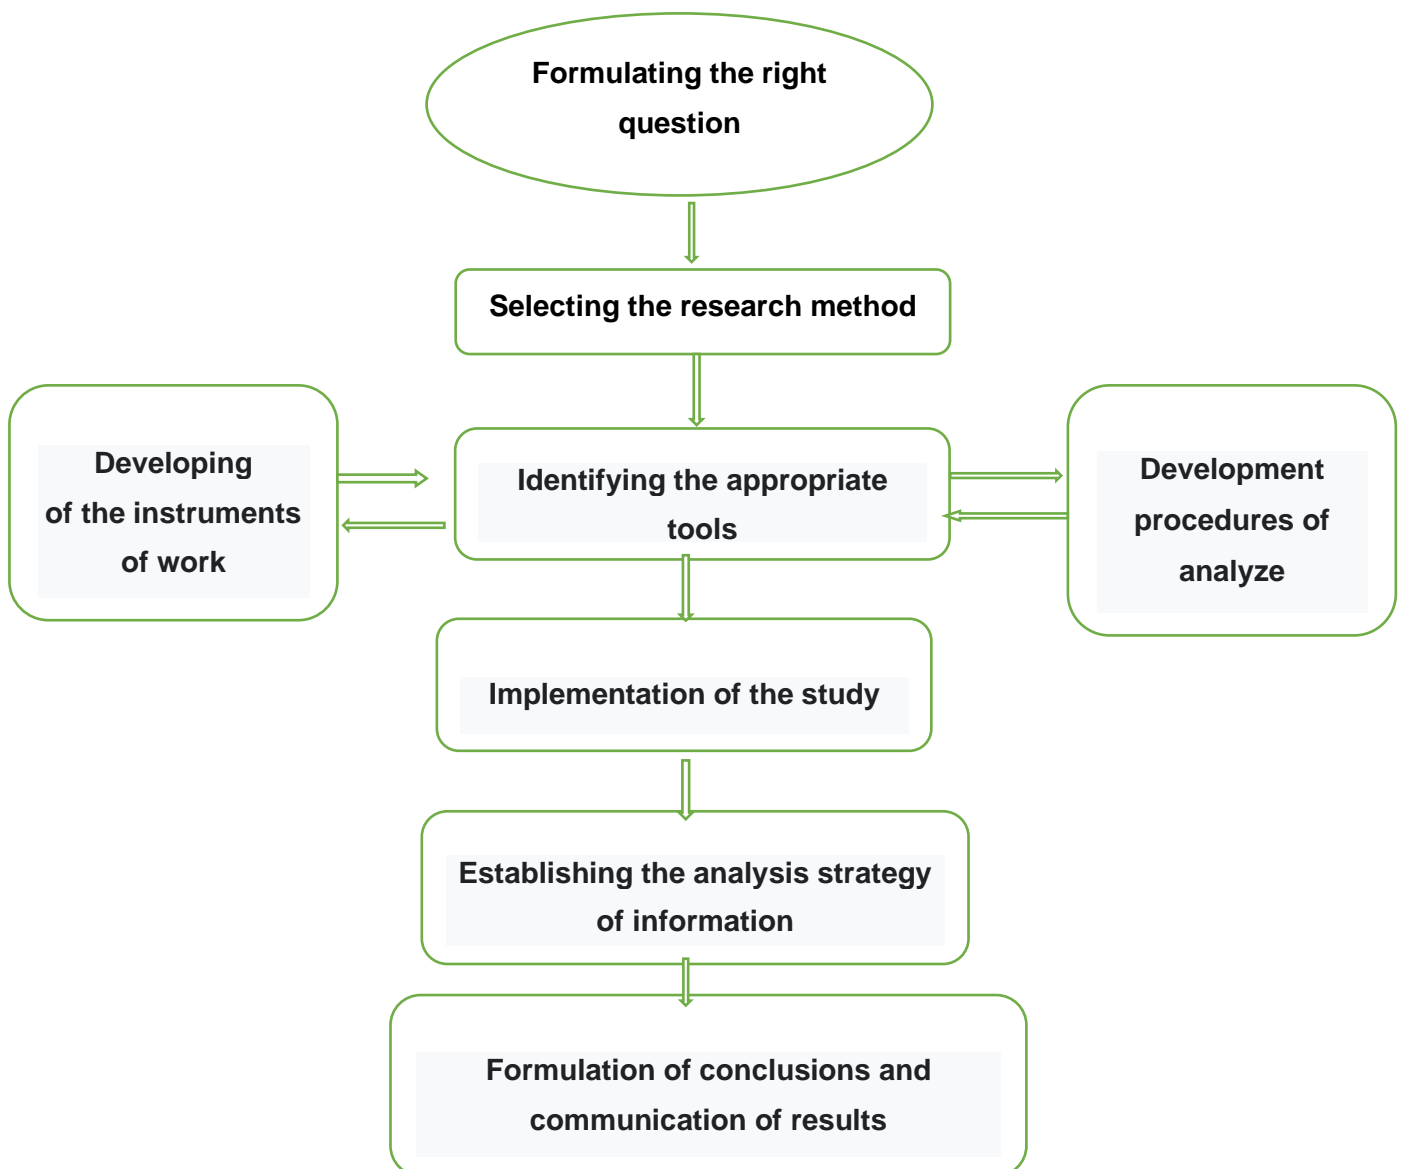 Formulating the right
question
Selecting the research method
Developing
of the instruments
of work
Identifying the appropriate
tools
Development
procedures of
analyze
Implementation of the study
Establishing the analysis strategy
of information
Formulation of conclusions and
communication of results